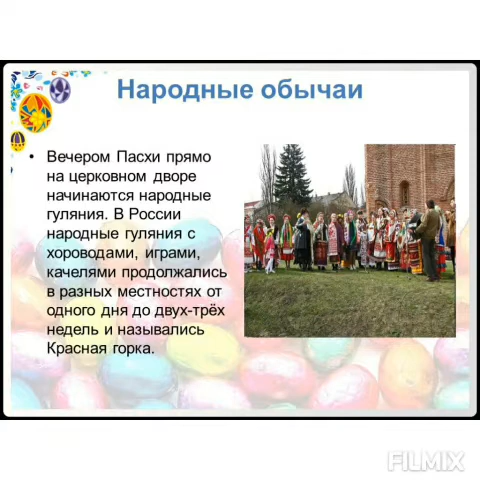 Народные обычаи
• Вечером Пасхи прямо
на церковном дворе
начинаются народные
гуляния. В России
народные гуляния с
хороводами, играми,
качелями продолжались
в разных местностях от
одного дня до двух-трёх
недель и назывались
Красная горка.
FILMIX